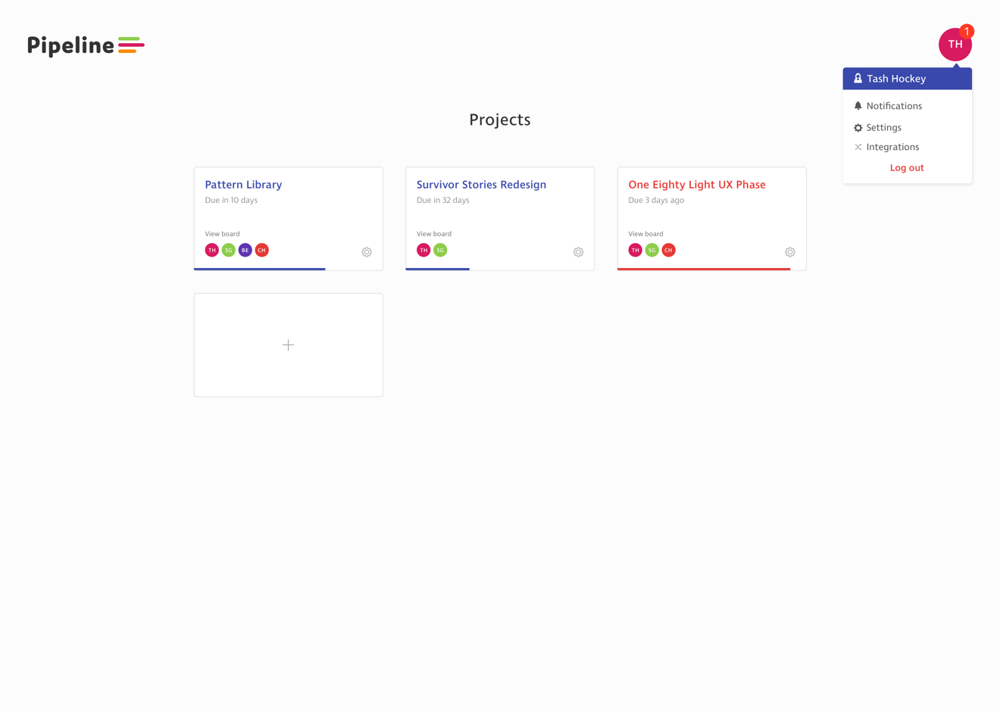 Pipeline
TH
1
Tash Hockey
Notifications
Settings
Integrations
Log out
Projects
Pattern Library
Due in 10 days
View board
TH SG BE CH
Survivor Stories Redesign
Due in 32 days
View board
TH SG
One Eighty Light UX Phase
Due 3 days ago
View board
TH SG CH